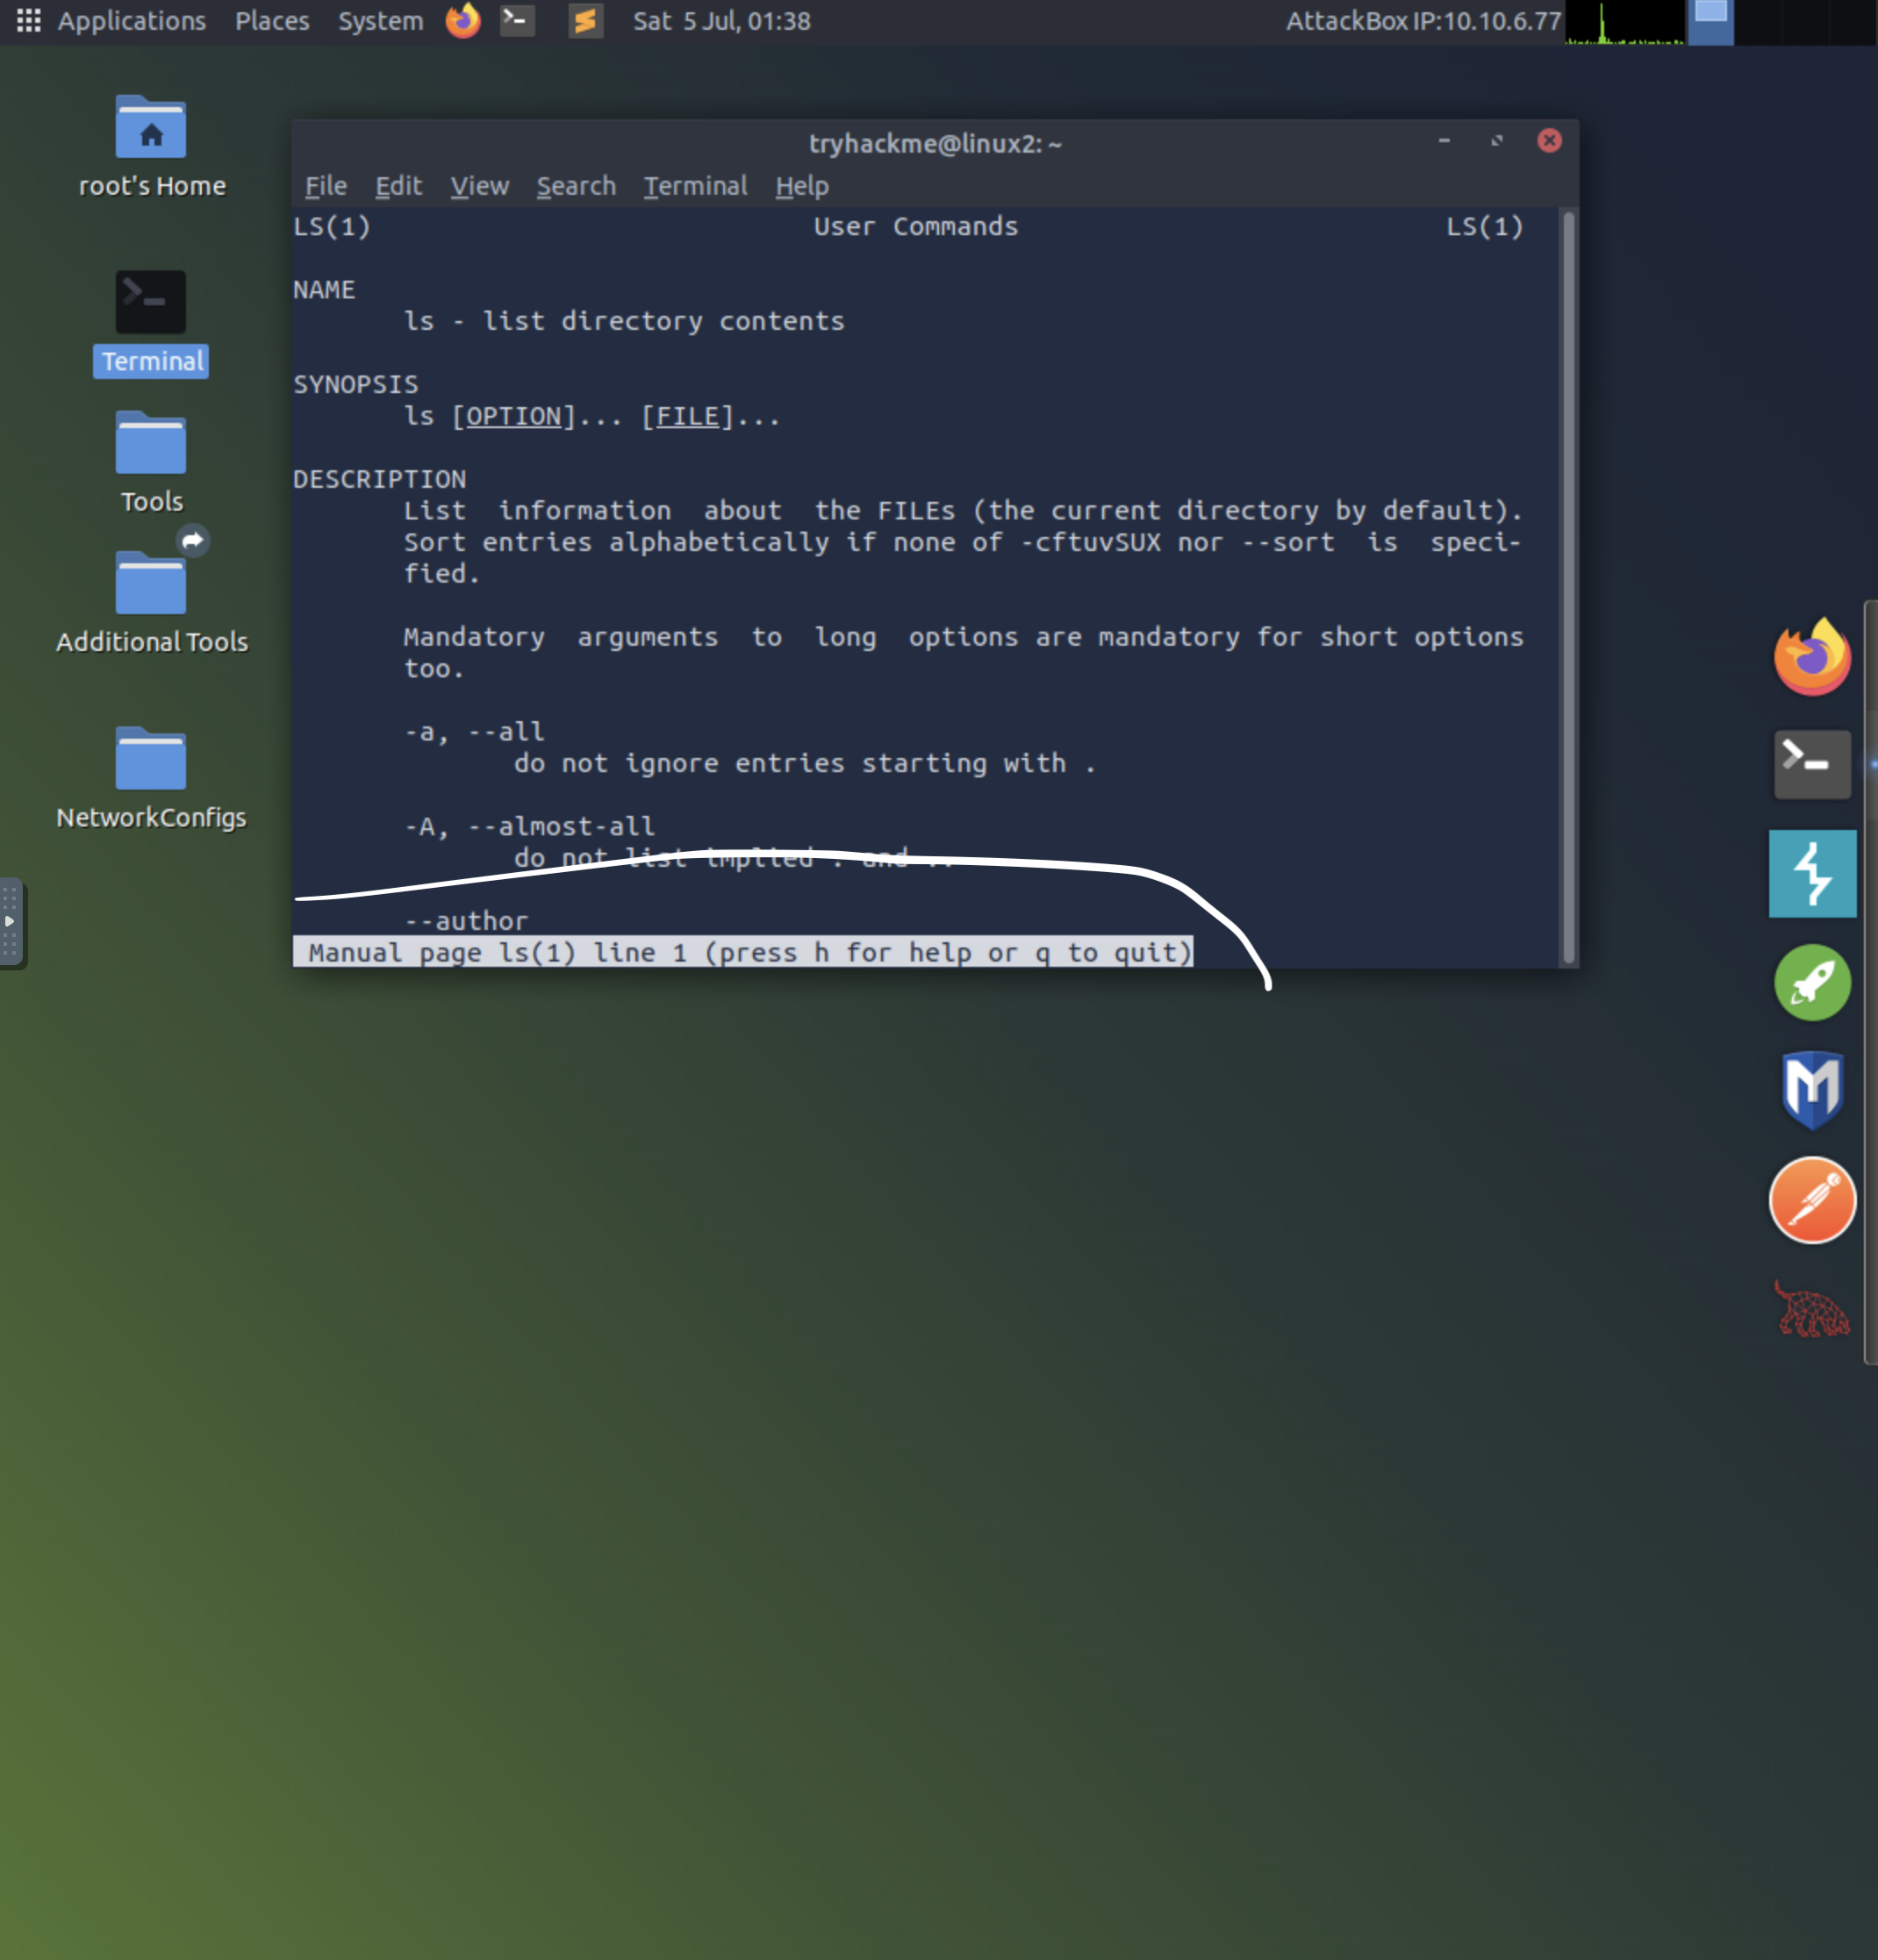 Applications Places System Sat 5 Jul, 01:38 AttackBox IP:10.10.6.77
root's Home
Terminal
Tools
Additional Tools
NetworkConfigs
tryhackme@linux2: ~
File Edit View Search Terminal Help
LS(1) User Commands LS(1)
NAME
ls - list directory contents
SYNOPSIS
ls [OPTION]... [FILE]...
DESCRIPTION
List information about the FILEs (the current directory by default).
Sort entries alphabetically if none of -cftuvSUX nor --sort is speci-
fied.
Mandatory arguments to long options are mandatory for short options
too.
-a, --all
do not ignore entries starting with .
-A, --almost-all
do not list implied . and ..
--author
Manual page ls(1) line 1 (press h for help or q to quit)